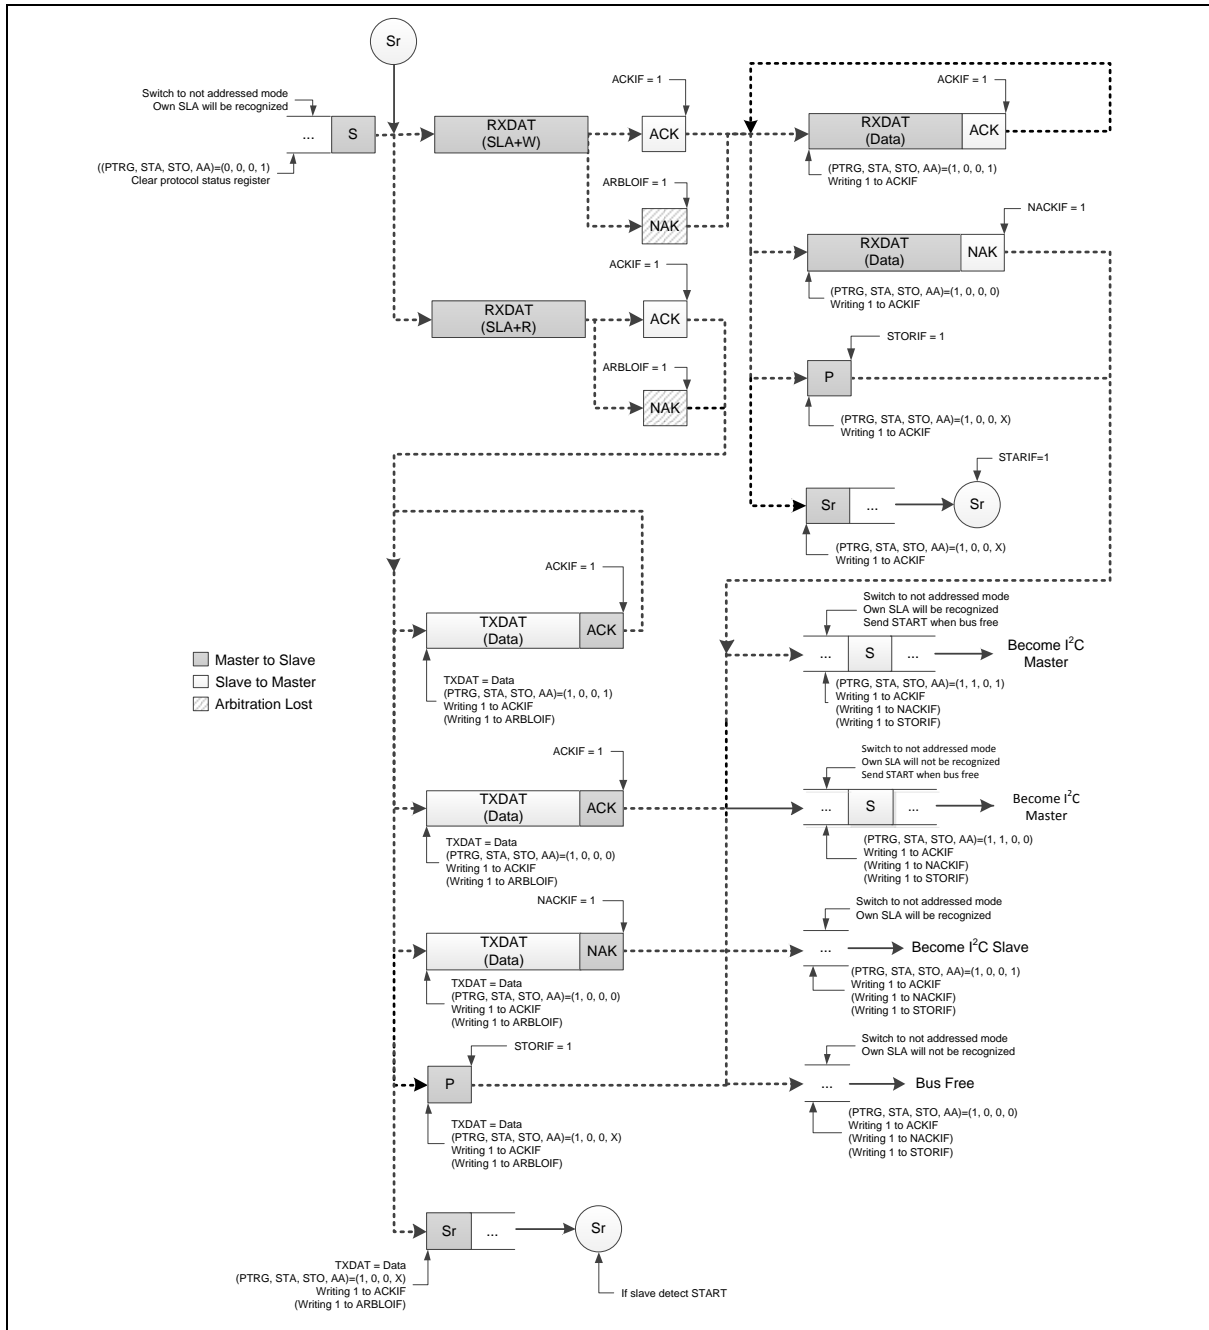 Sr
Switch to not addressed mode
Own SLA will be recognized
...
S
((PTRG, STA, STO, AA)=(0, 0, 0, 1)
Clear protocol status register
RXDAT
(SLA+W)
ACKIF = 1
ACK
ARBLOIF = 1
NAK
RXDAT
(SLA+R)
ACKIF = 1
ACK
ARBLOIF = 1
NAK
ACKIF = 1
RXDAT
(Data)
ACK
(PTRG, STA, STO, AA)=(1, 0, 0, 1)
Writing 1 to ACKIF
NACKIF = 1
RXDAT
(Data)
NAK
(PTRG, STA, STO, AA)=(1, 0, 0, 0)
Writing 1 to ACKIF
STORIF = 1
P
(PTRG, STA, STO, AA)=(1, 0, 0, X)
Writing 1 to ACKIF
STARIF=1
Sr
...
Sr
(PTRG, STA, STO, AA)=(1, 0, 0, X)
Writing 1 to ACKIF
ACKIF = 1
TXDAT
(Data)
ACK
TXDAT = Data
(PTRG, STA, STO, AA)=(1, 0, 0, 1)
Writing 1 to ACKIF
(Writing 1 to ARBLOIF)
Master to Slave
Slave to Master
Arbitration Lost
Switch to not addressed mode
Own SLA will be recognized
Send START when bus free
...
S
...
Become I²C
Master
(PTRG, STA, STO, AA)=(1, 1, 0, 1)
Writing 1 to ACKIF
(Writing 1 to NACKIF)
(Writing 1 to STORIF)
ACKIF = 1
TXDAT
(Data)
ACK
TXDAT = Data
(PTRG, STA, STO, AA)=(1, 0, 0, 0)
Writing 1 to ACKIF
(Writing 1 to ARBLOIF)
Switch to not addressed mode
Own SLA will not be recognized
Send START when bus free
...
S
...
Become I²C
Master
(PTRG, STA, STO, AA)=(1, 1, 0, 0)
Writing 1 to ACKIF
(Writing 1 to NACKIF)
(Writing 1 to STORIF)
NACKIF = 1
TXDAT
(Data)
NAK
TXDAT = Data
(PTRG, STA, STO, AA)=(1, 0, 0, 0)
Writing 1 to ACKIF
(Writing 1 to ARBLOIF)
Switch to not addressed mode
Own SLA will be recognized
...
Become I²C Slave
(PTRG, STA, STO, AA)=(1, 0, 0, 1)
Writing 1 to ACKIF
(Writing 1 to NACKIF)
(Writing 1 to STORIF)
STORIF = 1
P
TXDAT = Data
(PTRG, STA, STO, AA)=(1, 0, 0, X)
Writing 1 to ACKIF
(Writing 1 to ARBLOIF)
Switch to not addressed mode
Own SLA will not be recognized
...
Bus Free
(PTRG, STA, STO, AA)=(1, 0, 0, 0)
Writing 1 to ACKIF
(Writing 1 to NACKIF)
(Writing 1 to STORIF)
Sr
...
Sr
TXDAT = Data
(PTRG, STA, STO, AA)=(1, 0, 0, X)
Writing 1 to ACKIF
(Writing 1 to ARBLOIF)
If slave detect START